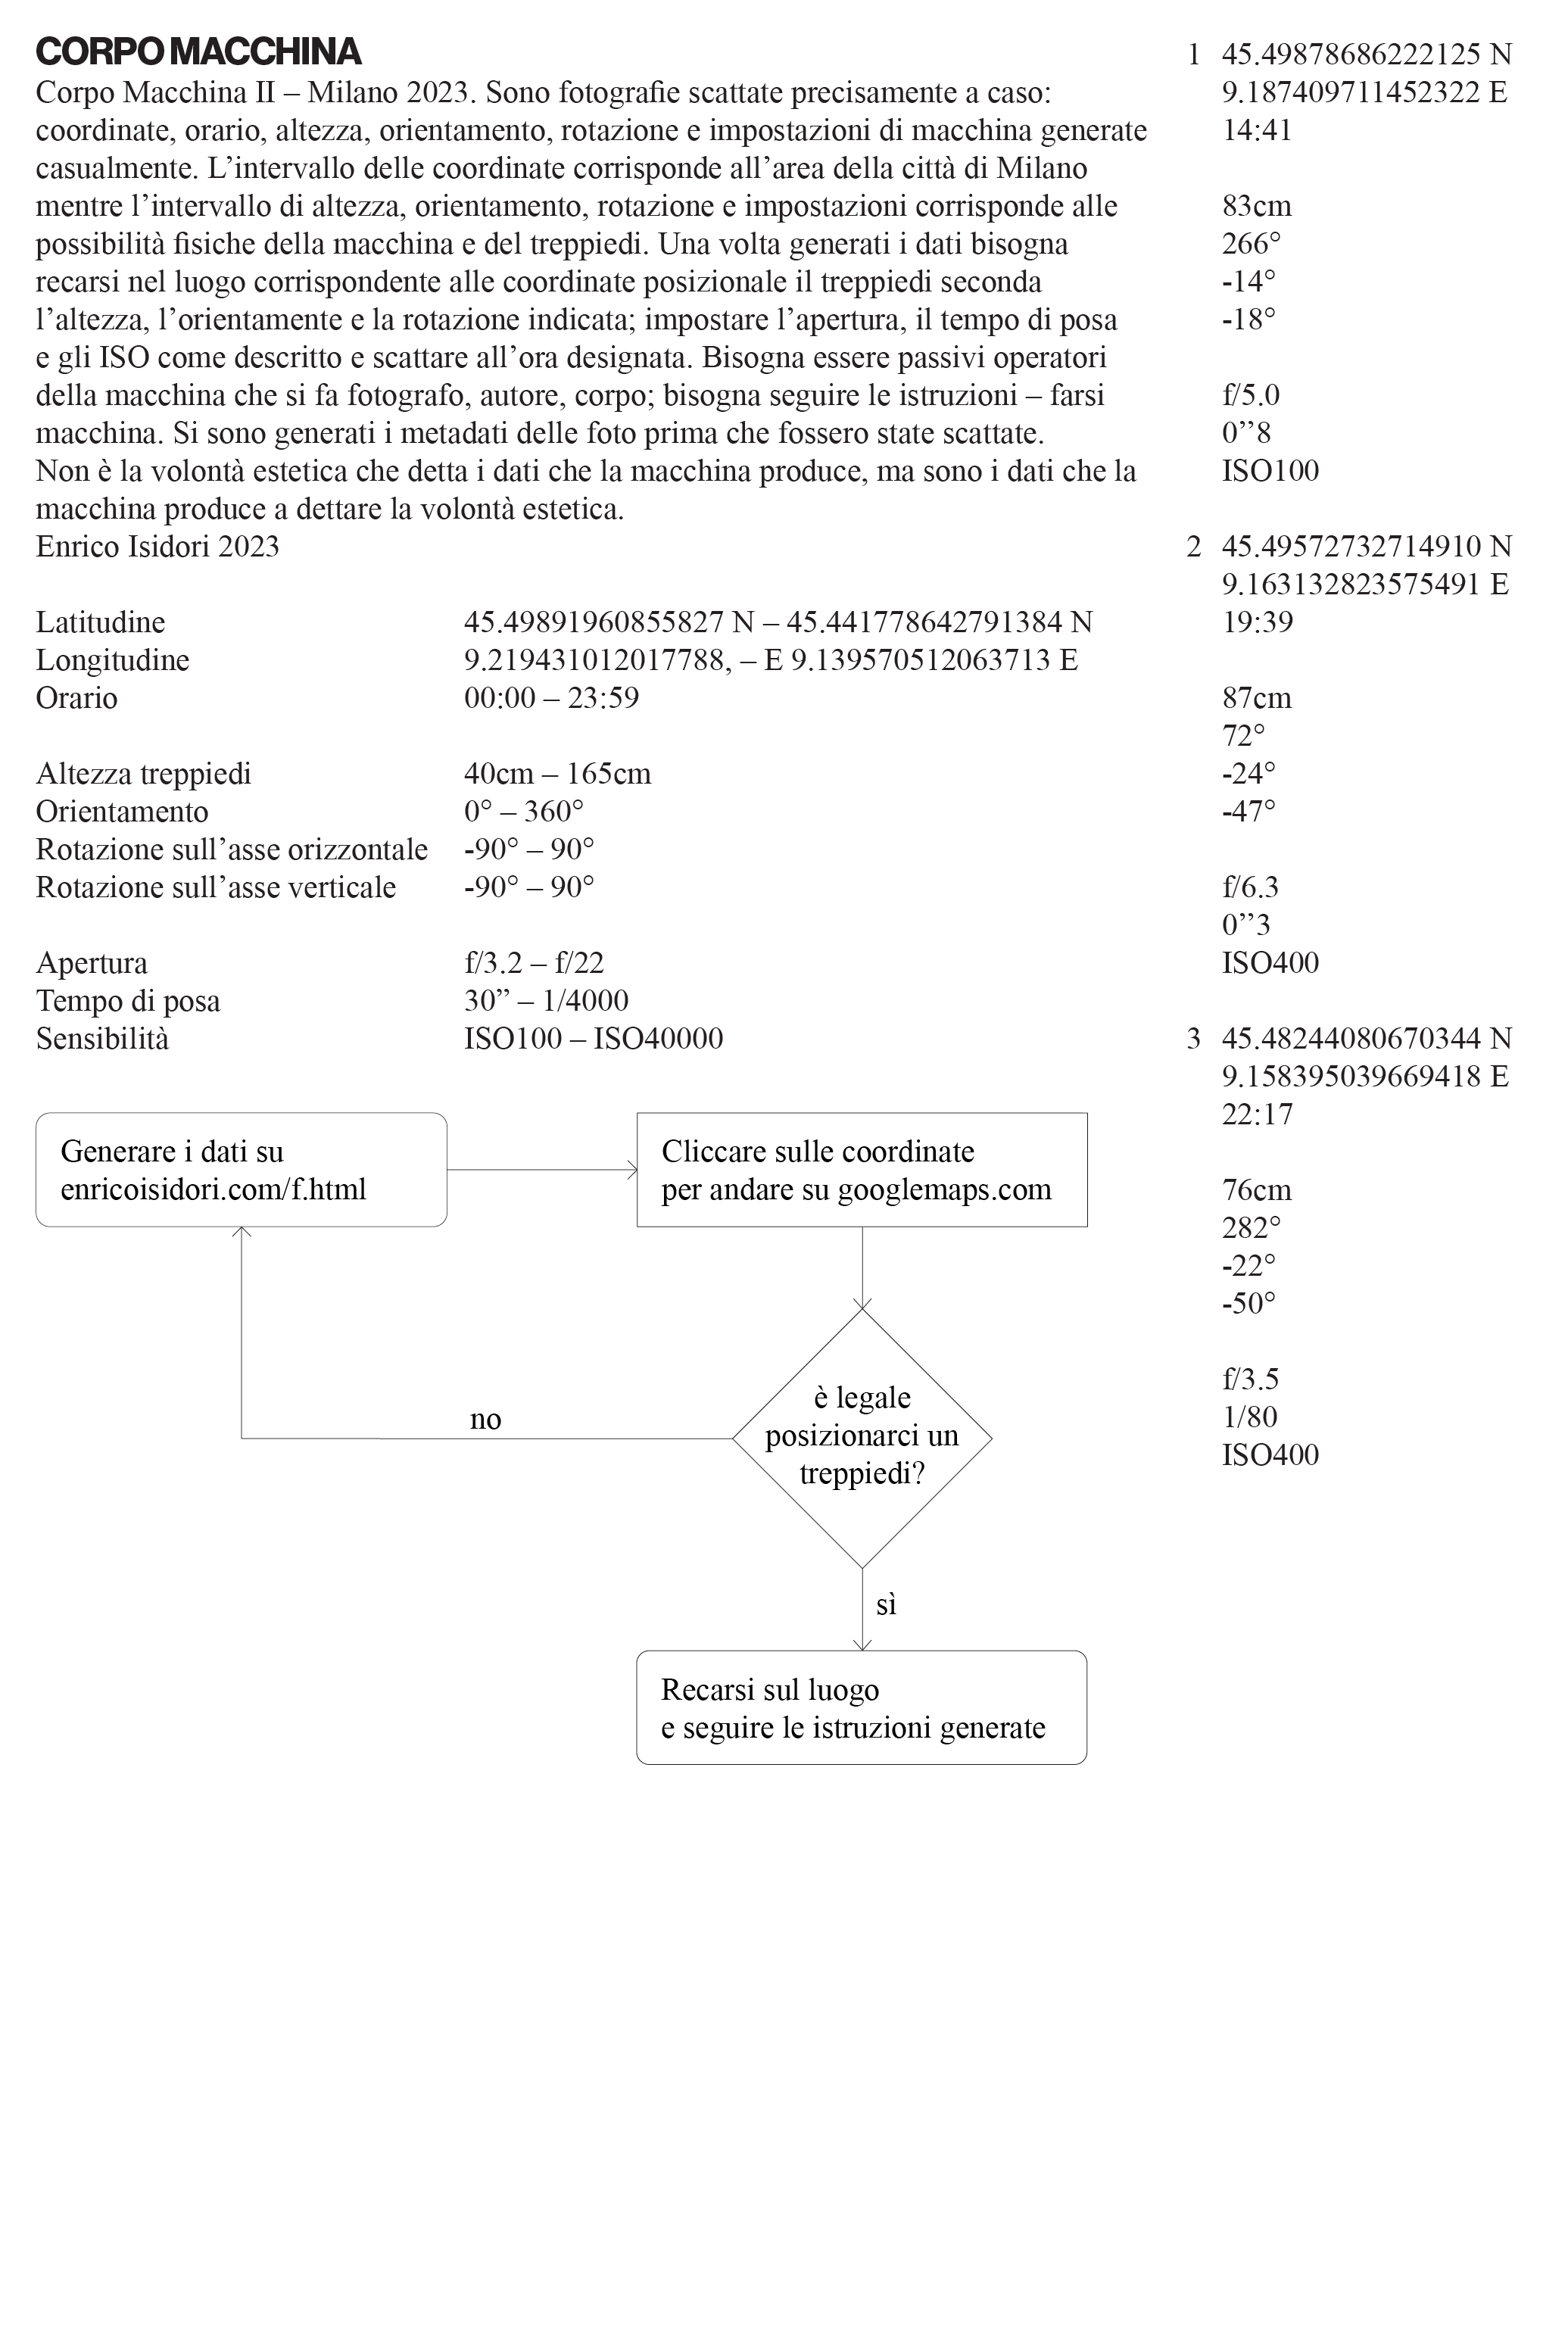 CORPO MACCHINA
Corpo Macchina II – Milano 2023. Sono fotografie scattate precisamente a caso:
coordinate, orario, altezza, orientamento, rotazione e impostazioni di macchina generate
casualmente. L’intervallo delle coordinate corrisponde all’area della città di Milano
mentre l’intervallo di altezza, orientamento, rotazione e impostazioni corrisponde alle
possibilità fisiche della macchina e del treppiedi. Una volta generati i dati bisogna
recarsi nel luogo corrispondente alle coordinate posizionale il treppiedi seconda
l’altezza, l’orientamente e la rotazione indicata; impostare l’apertura, il tempo di posa
e gli ISO come descritto e scattare all’ora designata. Bisogna essere passivi operatori
della macchina che si fa fotografo, autore, corpo; bisogna seguire le istruzioni – farsi
macchina. Si sono generati i metadati delle foto prima che fossero state scattate.
Non è la volontà estetica che detta i dati che la macchina produce, ma sono i dati che la
macchina produce a dettare la volontà estetica.
Enrico Isidori 2023
Latitudine 45.49891960855827 N – 45.441778642791384 N
Longitudine 9.219431012017788, – E 9.139570512063713 E
Orario 00:00 – 23:59
Altezza treppiedi 40cm – 165cm
Orientamento 0° – 360°
Rotazione sull’asse orizzontale -90° – 90°
Rotazione sull’asse verticale -90° – 90°
Apertura f/3.2 – f/22
Tempo di posa 30” – 1/4000
Sensibilità ISO100 – ISO40000
Generare i dati su
enricoisidori.com/f.html
Cliccare sulle coordinate
per andare su googlemaps.com
è legale
posizionarci un
treppiedi?
no
sì
Recarsi sul luogo
e seguire le istruzioni generate
1 45.49878686222125 N
9.187409711452322 E
14:41
83cm
266°
-14°
-18°
f/5.0
0”8
ISO100
2 45.49572732714910 N
9.163132823575491 E
19:39
87cm
72°
-24°
-47°
f/6.3
0”3
ISO400
3 45.48244080670344 N
9.158395039669418 E
22:17
76cm
282°
-22°
-50°
f/3.5
1/80
ISO400